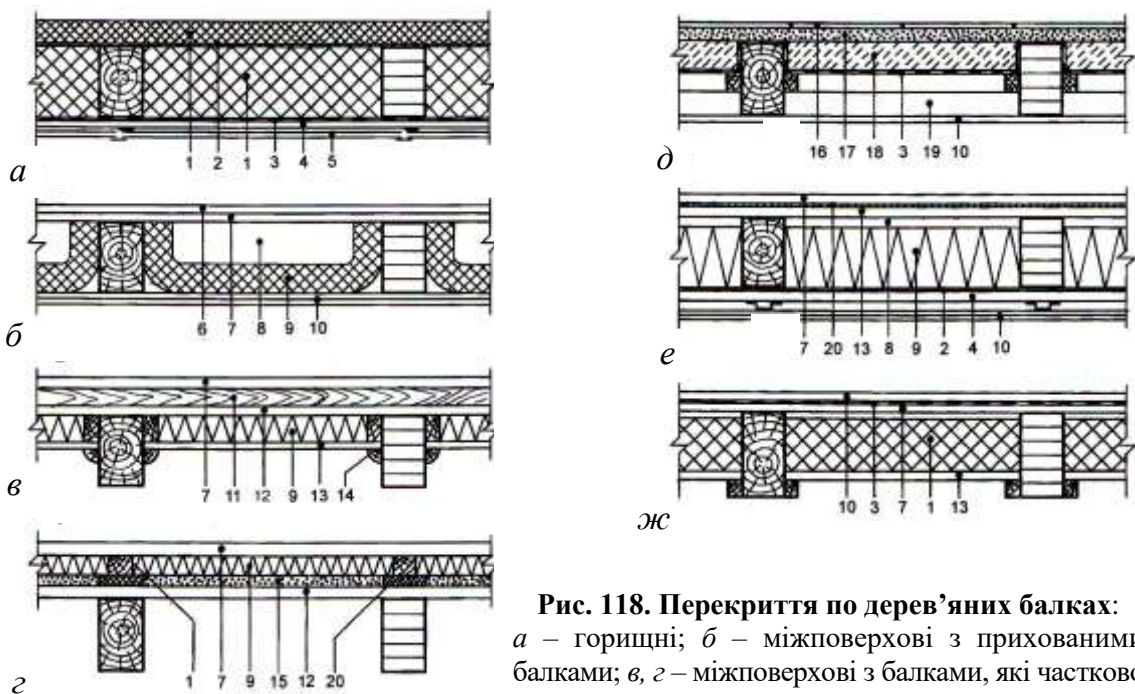 1 2 1 3 4 5
а
6 7 8 9 10
б
7 11 12 9 13 14
в
1 7 9 15 12 20
г
16 17 18 3 19 10
д
7 20 13 8 9 2 4 10
е
10 3 7 1 13
ж
Рис. 118. Перекриття по дерев’яних балках:
а – горищні; б – міжповерхові з прихованими
балками; в, г – міжповерхові з балками, які частково